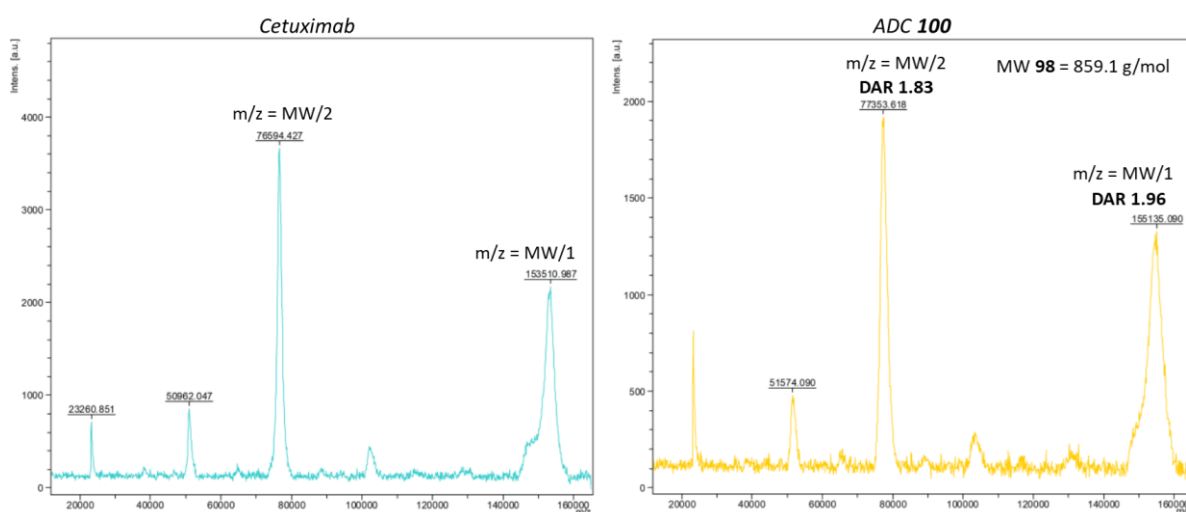 Cetuximab
Intens. [a.u.]
m/z = MW/2
76594.427
m/z = MW/1
153510.987
50962.047
23260.851
4000
3000
2000
1000
0
20000 40000 60000 80000 100000 120000 140000 160000
ADC 100
Intens. [a.u.]
m/z = MW/2
DAR 1.83
77353.618
MW 98 = 859.1 g/mol
m/z = MW/1
DAR 1.96
155135.090
51574.090
2000
1500
1000
500
0
20000 40000 60000 80000 100000 120000 140000 160000